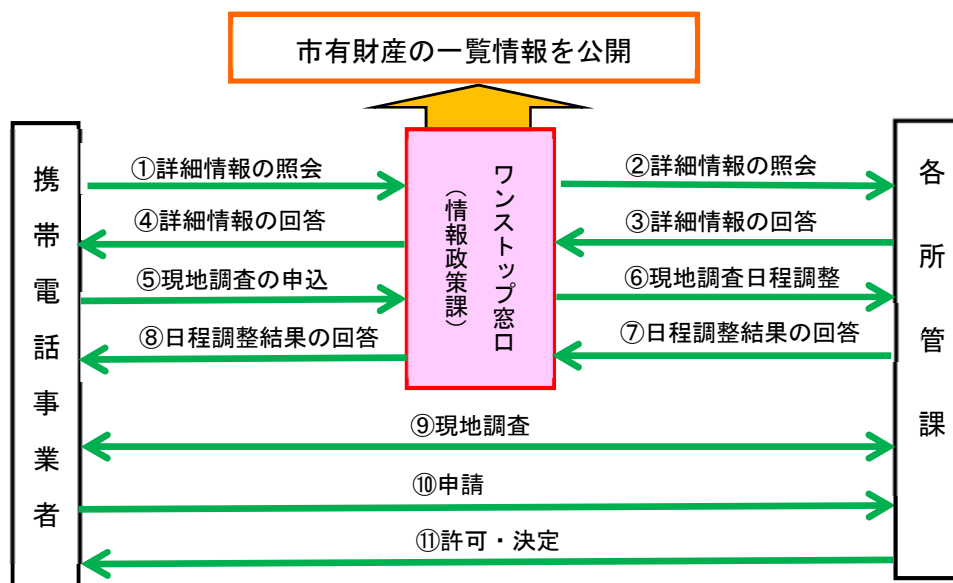 市有財産の一覧情報を公開
携帯電話事業者
ワンストップ窓口
（情報政策課）
各所管課
①詳細情報の照会
②詳細情報の照会
③詳細情報の回答
④詳細情報の回答
⑤現地調査の申込
⑥現地調査日程調整
⑦日程調整結果の回答
⑧日程調整結果の回答
⑨現地調査
⑩申請
⑪許可・決定